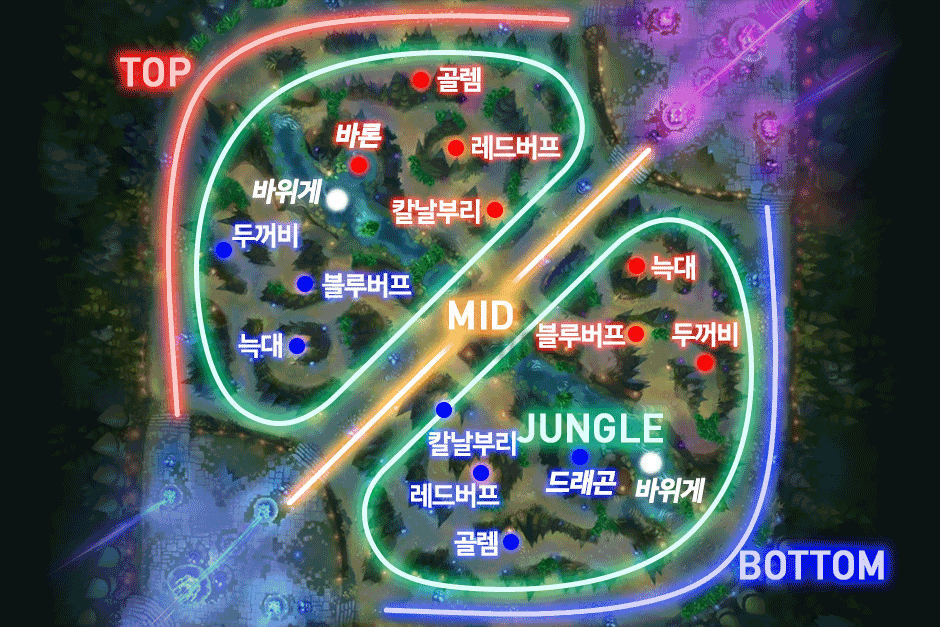 TOP
골렘
바론
레드버프
바위게
칼날부리
두꺼비
블루버프
늑대
MID
늑대
블루버프
두꺼비
JUNGLE
칼날부리
레드버프
드래곤
바위게
골렘
BOTTOM